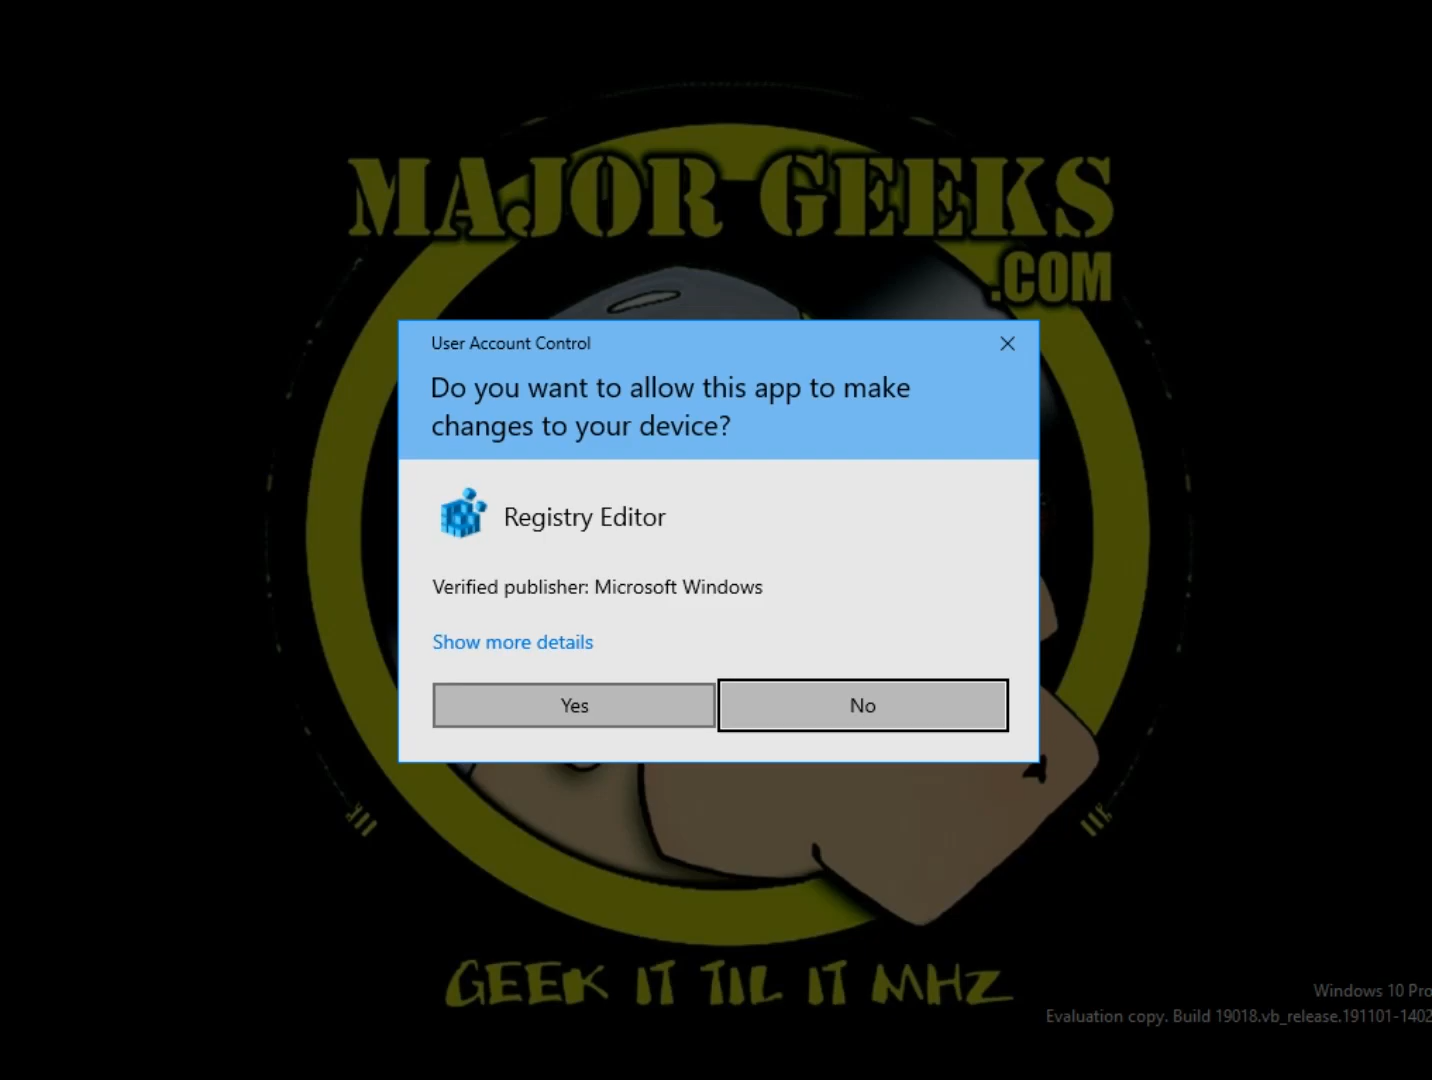 MAJOR GEEKS
.COM
User Account Control
Do you want to allow this app to make
changes to your device?
Registry Editor
Verified publisher: Microsoft Windows
Show more details
Yes
No
GEEK IT TIL IT MHZ
Windows 10 Pro
Evaluation copy. Build 19018.vb_release.191101-1402